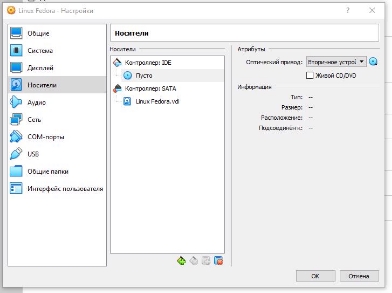 Linux Fedora - Настройки
?
Общие
Система
Дисплей
Носители
Аудио
Сеть
COM-порты
USB
Общие папки
Интерфейс пользователя
Носители
Носители
Контроллер: IDE
Пусто
Контроллер: SATA
Linux Fedora.vdi
Атрибуты
Оптический привод: Вторичное устрой
Живой CD/DVD
Информация
Тип: --
Размер: --
Расположение: --
Подсоединён к: --
OK
Отмена